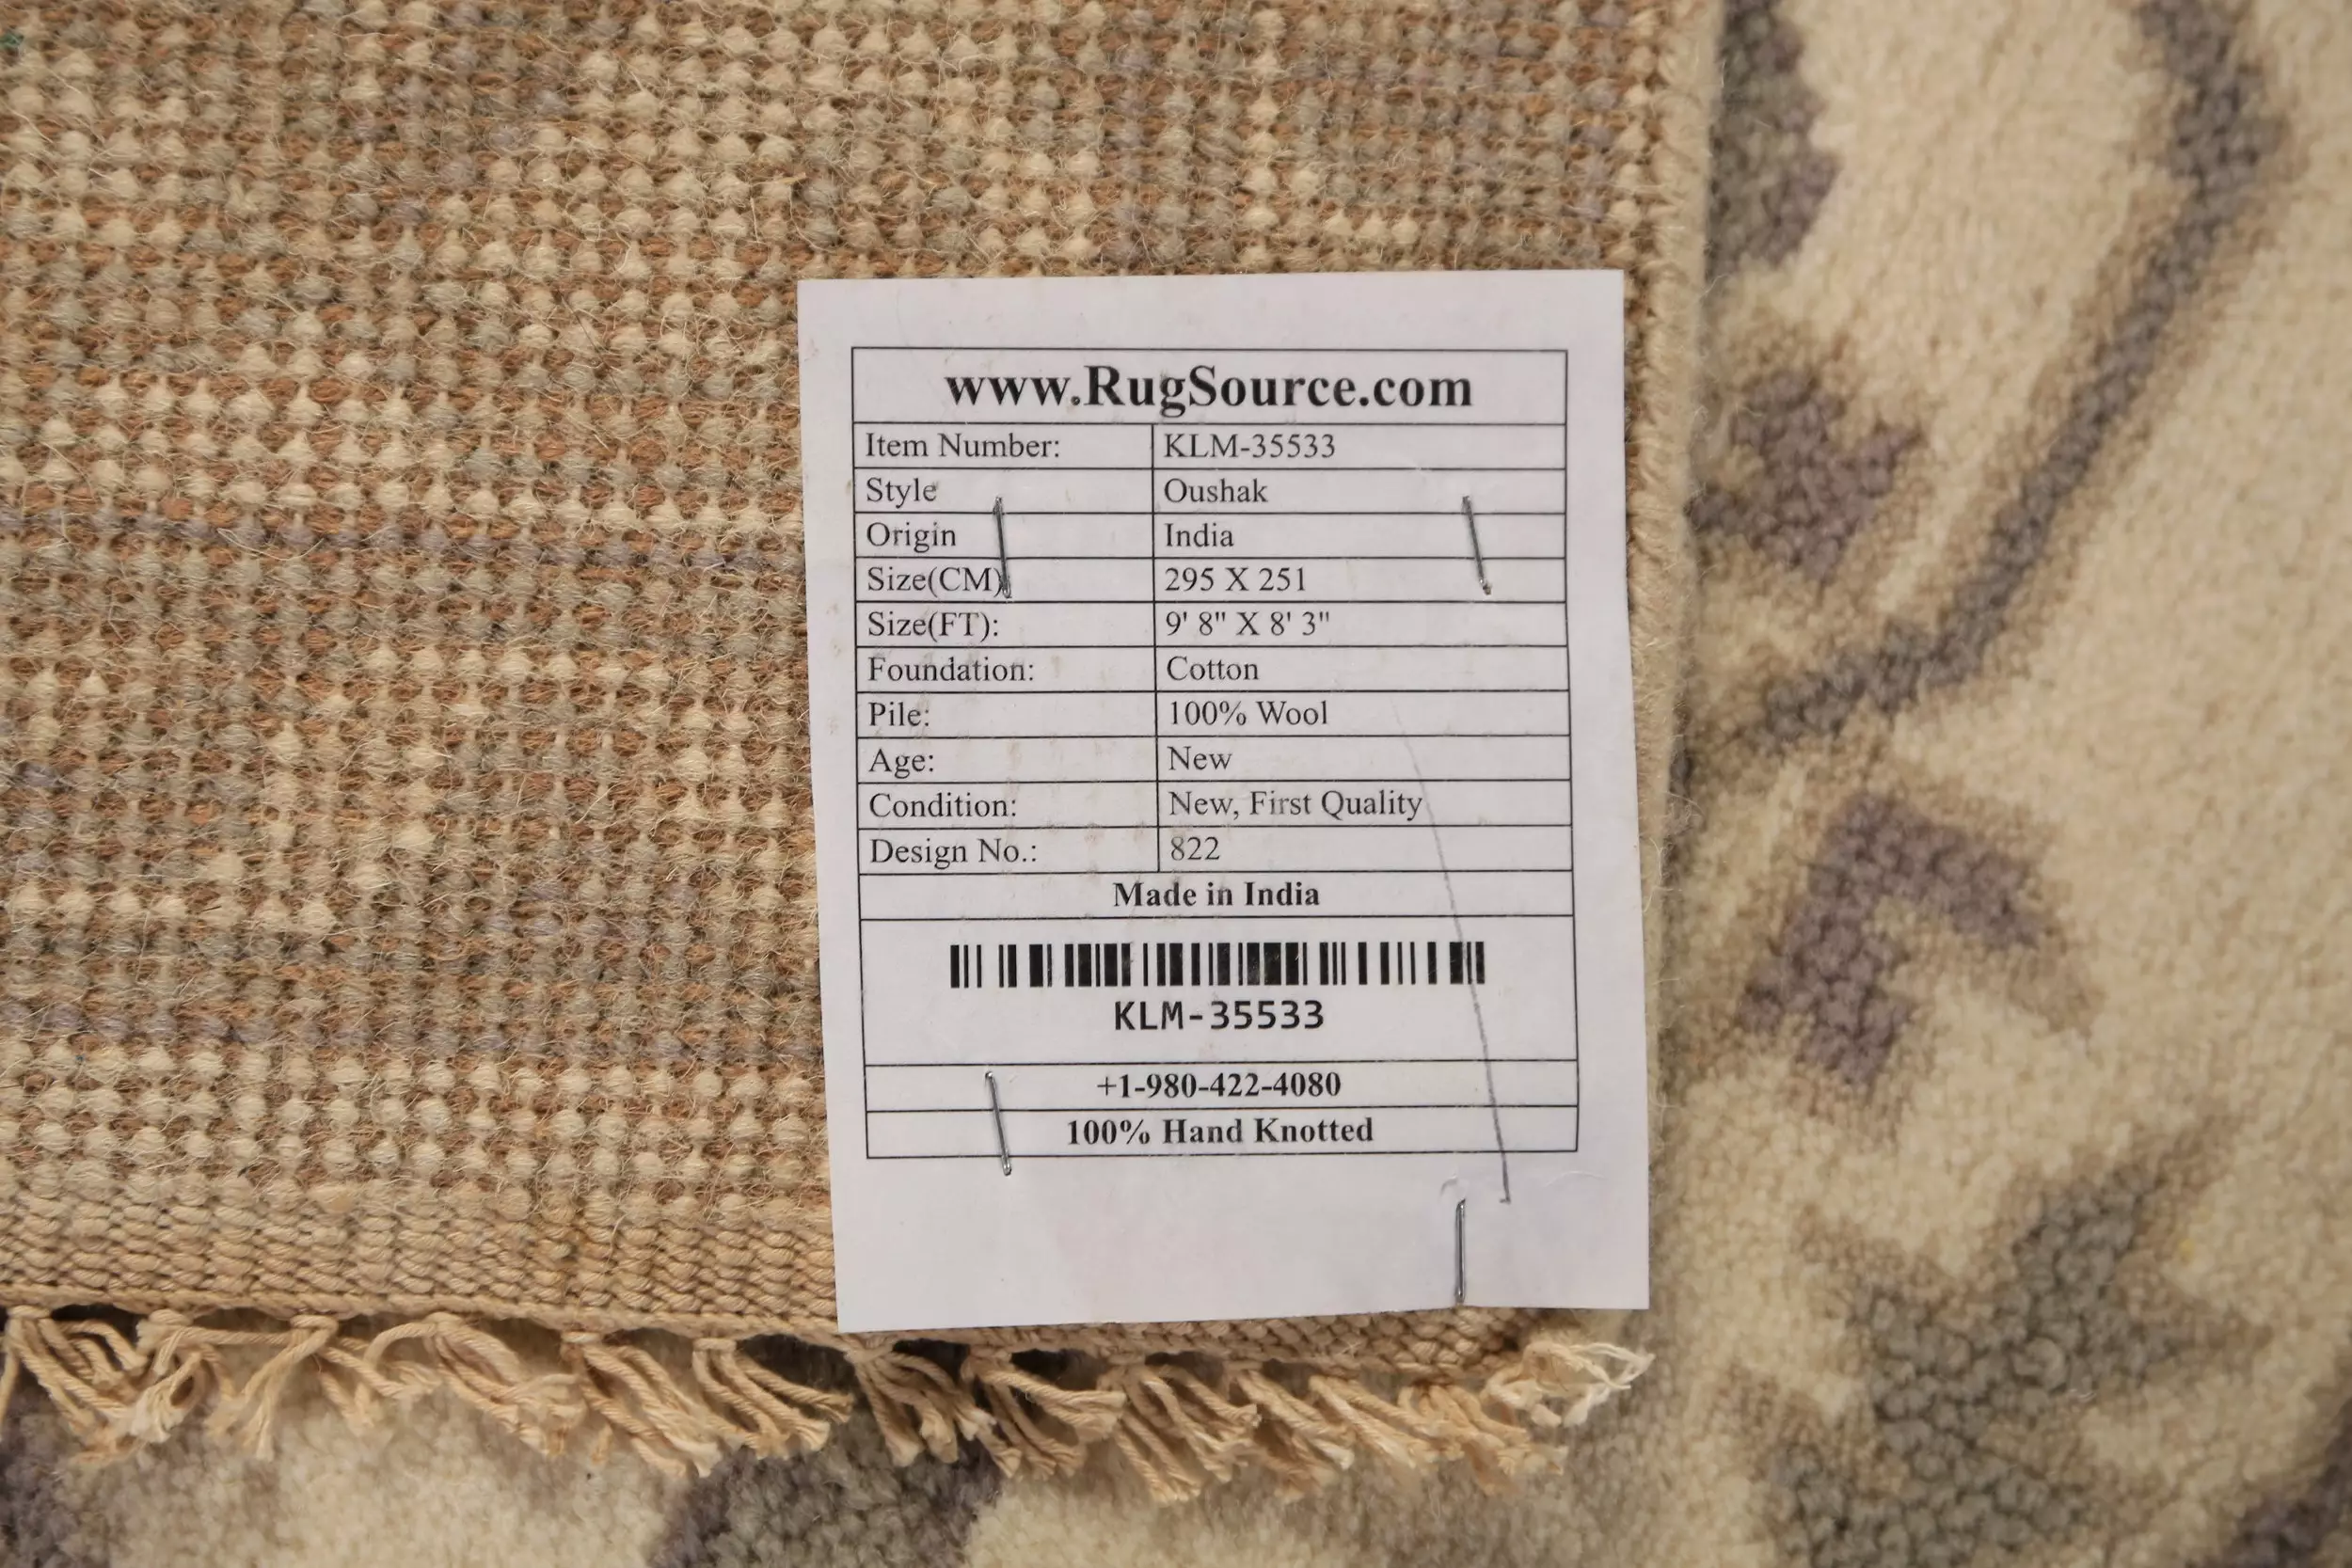 www.RugSource.com
Item Number: KLM-35533
Style Oushak
Origin India
Size(CM) 295 X 251
Size(FT): 9' 8" X 8' 3"
Foundation: Cotton
Pile: 100% Wool
Age: New
Condition: New, First Quality
Design No.: 822
Made in India
KLM-35533
+1-980-422-4080
100% Hand Knotted